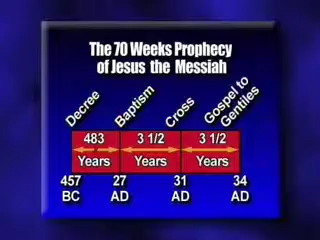 The 70 Weeks Prophecy
of Jesus the Messiah
Decree
Baptism
Cross
Gospel to
Gentiles
483 3 1/2 3 1/2
Years Years Years
457 27 31 34
BC AD AD AD